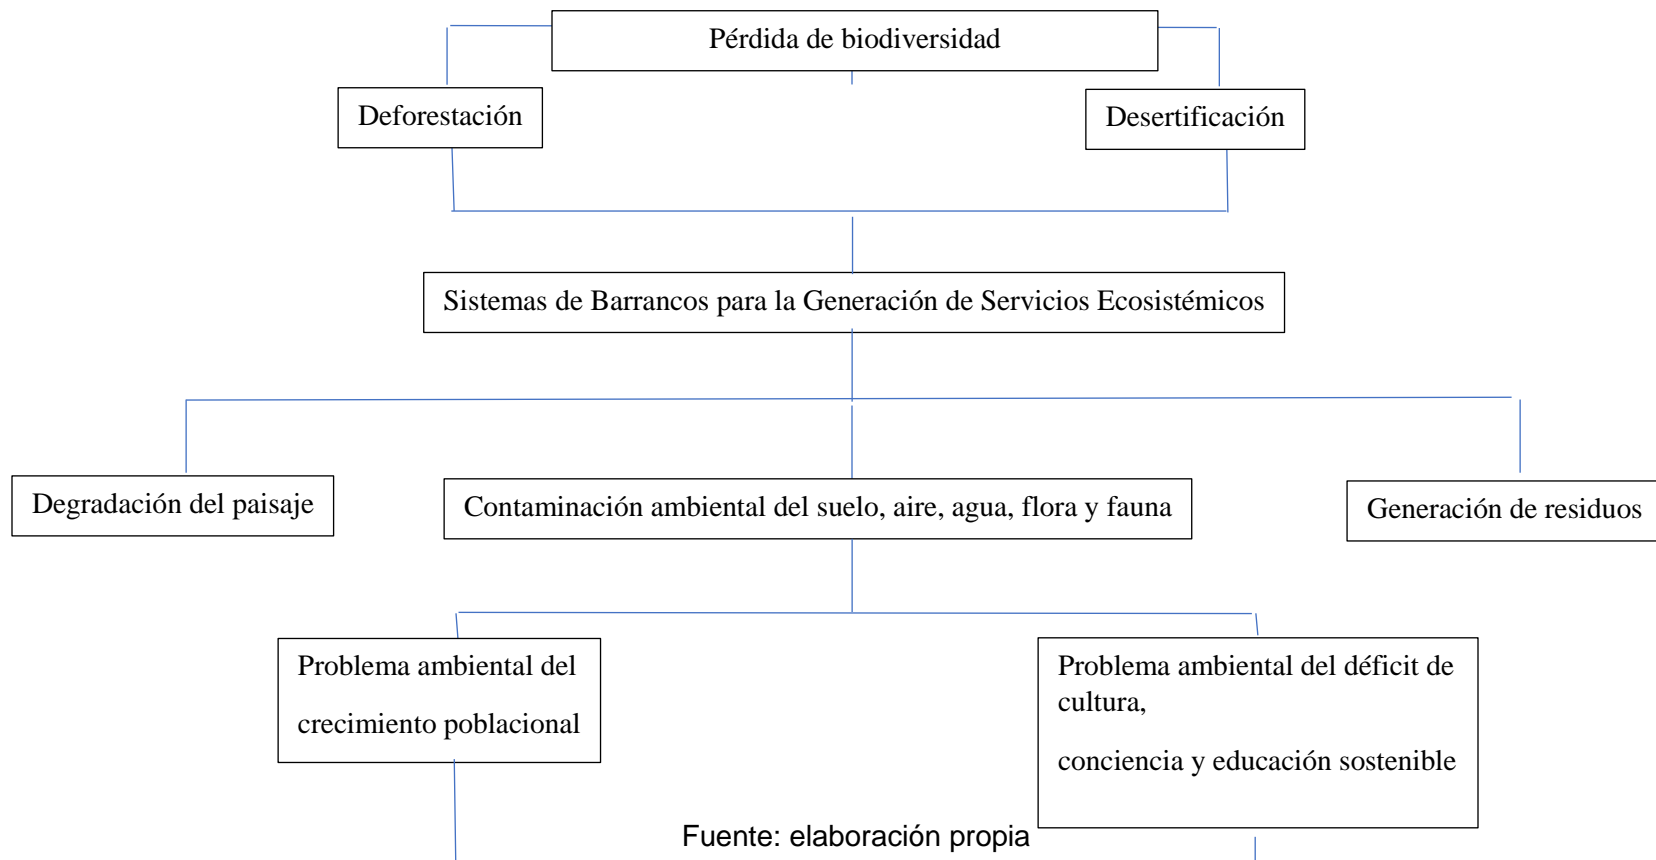 Pérdida de biodiversidad
Deforestación
Desertificación
Sistemas de Barrancos para la Generación de Servicios Ecosistémicos
Degradación del paisaje
Contaminación ambiental del suelo, aire, agua, flora y fauna
Generación de residuos
Problema ambiental del
crecimiento poblacional
Problema ambiental del déficit de
cultura,
conciencia y educación sostenible
Fuente: elaboración propia